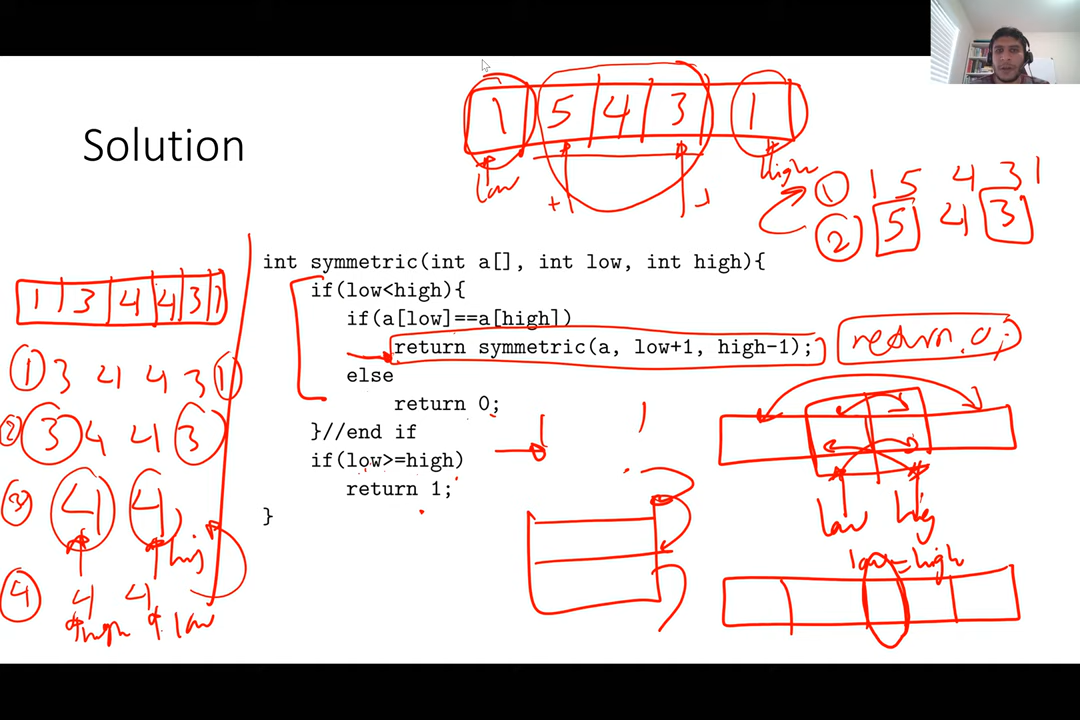 1 5 4 3 1
low
High
+
Solution
① 1 5 4 3 1
② 5 4 3
int symmetric(int a[], int low, int high){
if(low<high){
if(a[low]==a[high])
return symmetric(a, low+1, high-1);
return 0;
else
return 0;
}//end if
if(low>=high)
return 1;
}
1 3 4 4 3 1
① 3 4 4 3 1
② 3 4 4 3
③ 4 4
④ 4 4
high low
low
low=high